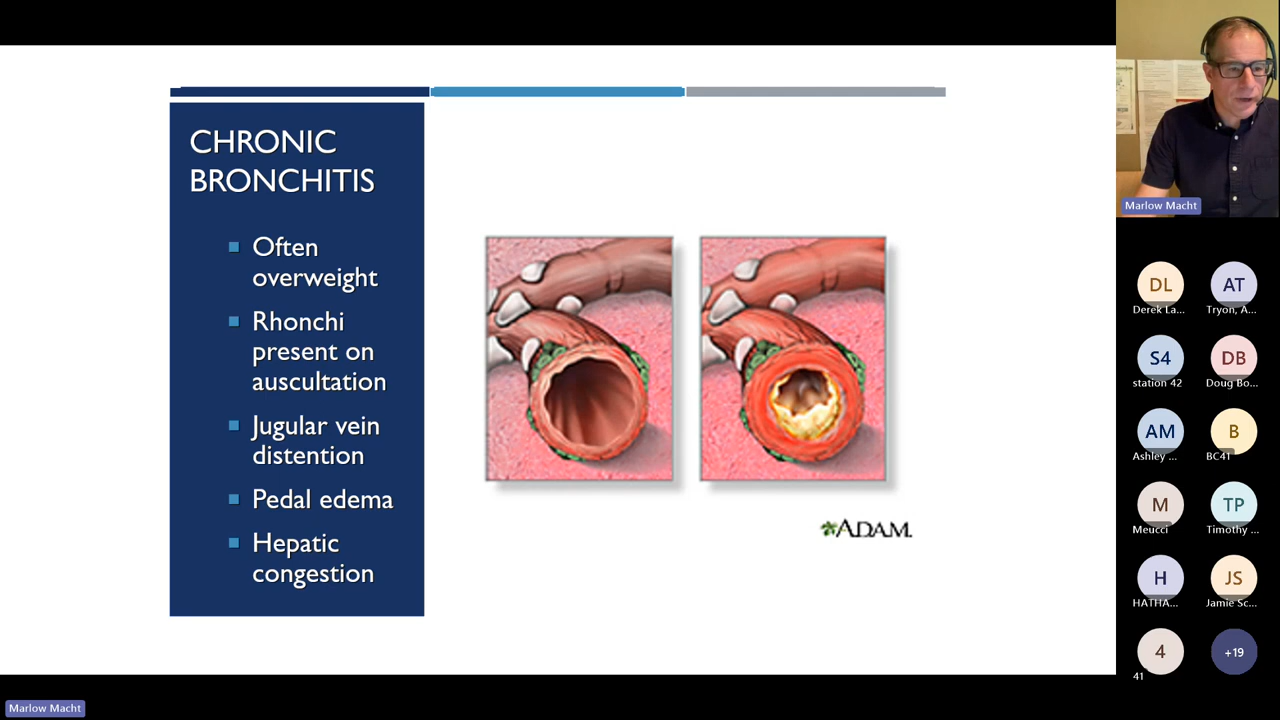 CHRONIC
BRONCHITIS
Often
overweight
Rhonchi
present on
auscultation
Jugular vein
distention
Pedal edema
Hepatic
congestion
ADAM.
Marlow Macht
DL
Derek La...
AT
Tryon, A...
S4
station 42
DB
Doug Bo...
AM
Ashley ...
B
BC41
M
Meucci
TP
Timothy ...
H
HATHA...
JS
Jamie Sc...
4
41
+19
Marlow Macht